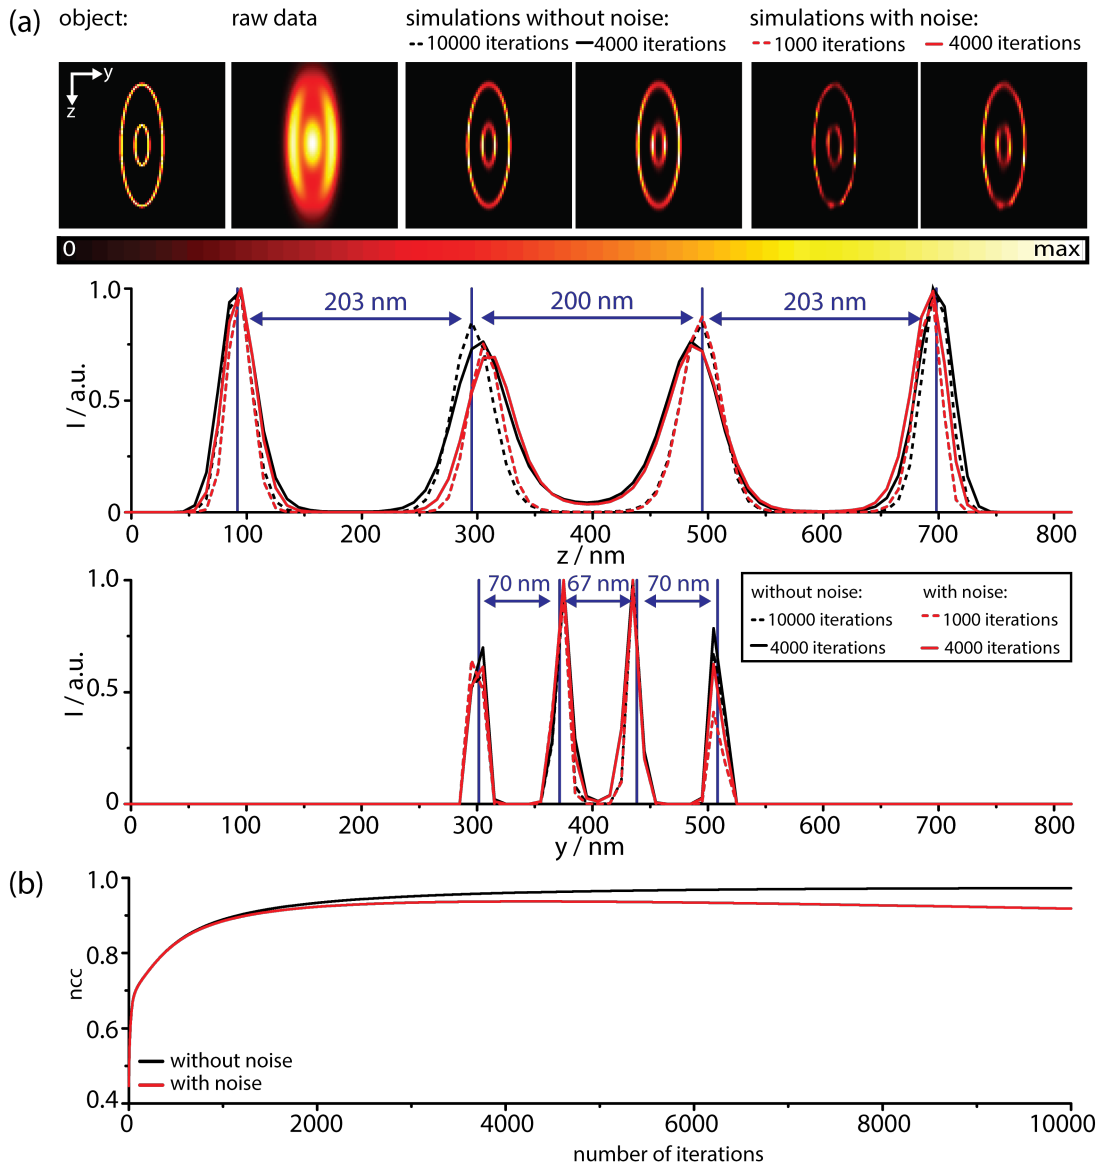 (a) object: raw data simulations without noise: simulations with noise:
10000 iterations 4000 iterations 1000 iterations 4000 iterations
y
z
0 max
1.0
203 nm 200 nm 203 nm
I / a.u.
0.5
0
0 100 200 300 400 500 600 700 800
z / nm
1.0
70 nm 67 nm 70 nm
without noise: with noise:
10000 iterations 1000 iterations
4000 iterations 4000 iterations
I / a.u.
0.5
0
0 100 200 300 400 500 600 700 800
y / nm
(b)
1.0
0.8
ncc
0.6
without noise
with noise
0.4
0 2000 4000 6000 8000 10000
number of iterations